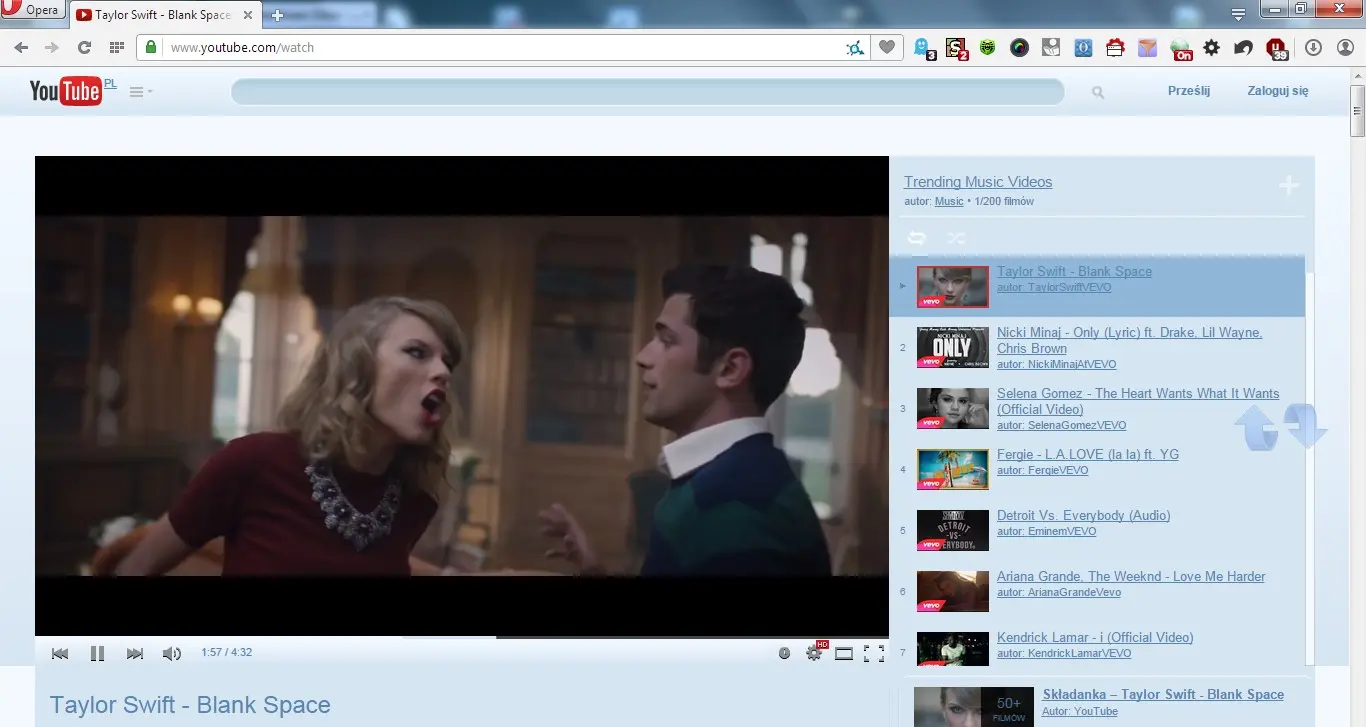 Opera
Taylor Swift - Blank Space
www.youtube.com/watch
3
2
On
39
YouTube PL
Prześlij
Zaloguj się
Trending Music Videos
autor: Music • 1/200 filmów
Taylor Swift - Blank Space
autor: TaylorSwiftVEVO
vevo
2
Nicki Minaj - Only (Lyric) ft. Drake, Lil Wayne,
Chris Brown
autor: NickiMinajAtVEVO
NICKI MINAJ
ONLY
vevo
3
Selena Gomez - The Heart Wants What It Wants
(Official Video)
autor: SelenaGomezVEVO
vevo
4
Fergie - L.A.LOVE (la la) ft. YG
autor: FergieVEVO
vevo
5
Detroit Vs. Everybody (Audio)
autor: EminemVEVO
DETROIT
-VS-
EVERYBODY
vevo
6
Ariana Grande, The Weeknd - Love Me Harder
autor: ArianaGrandeVevo
vevo
7
Kendrick Lamar - i (Official Video)
autor: KendrickLamarVEVO
vevo
1:57 / 4:32
HD
Taylor Swift - Blank Space
50+
FILMÓW
Składanka – Taylor Swift - Blank Space
Autor: YouTube